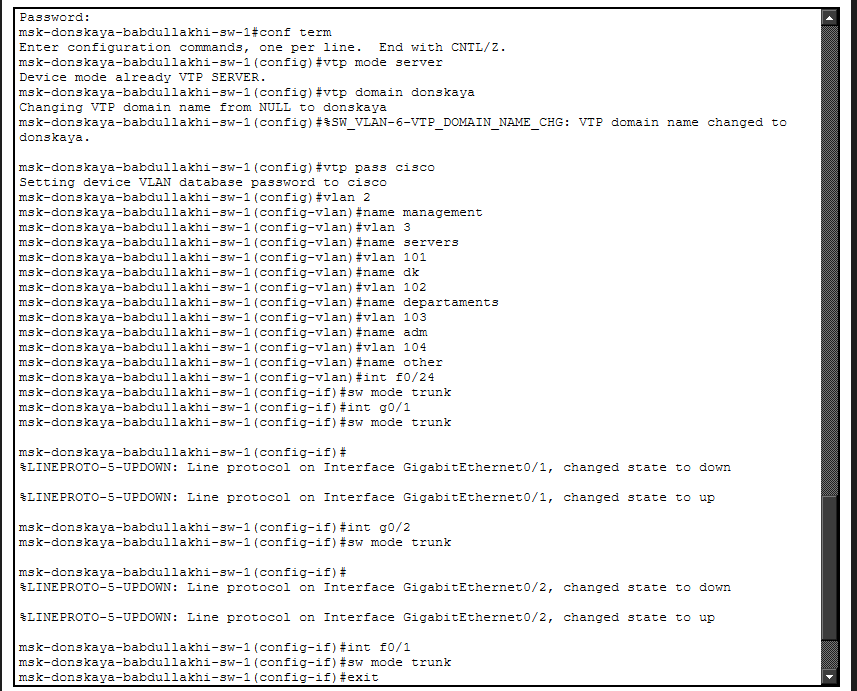 Password:
msk-donskaya-babdullakhi-sw-1#conf term
Enter configuration commands, one per line.  End with CNTL/Z.
msk-donskaya-babdullakhi-sw-1(config)#vtp mode server
Device mode already VTP SERVER.
msk-donskaya-babdullakhi-sw-1(config)#vtp domain donskaya
Changing VTP domain name from NULL to donskaya
msk-donskaya-babdullakhi-sw-1(config)#%SW_VLAN-6-VTP_DOMAIN_NAME_CHG: VTP domain name changed to
donskaya.
msk-donskaya-babdullakhi-sw-1(config)#vtp pass cisco
Setting device VLAN database password to cisco
msk-donskaya-babdullakhi-sw-1(config)#vlan 2
msk-donskaya-babdullakhi-sw-1(config-vlan)#name management
msk-donskaya-babdullakhi-sw-1(config-vlan)#vlan 3
msk-donskaya-babdullakhi-sw-1(config-vlan)#name servers
msk-donskaya-babdullakhi-sw-1(config-vlan)#vlan 101
msk-donskaya-babdullakhi-sw-1(config-vlan)#name dk
msk-donskaya-babdullakhi-sw-1(config-vlan)#vlan 102
msk-donskaya-babdullakhi-sw-1(config-vlan)#name departaments
msk-donskaya-babdullakhi-sw-1(config-vlan)#vlan 103
msk-donskaya-babdullakhi-sw-1(config-vlan)#name adm
msk-donskaya-babdullakhi-sw-1(config-vlan)#vlan 104
msk-donskaya-babdullakhi-sw-1(config-vlan)#name other
msk-donskaya-babdullakhi-sw-1(config-vlan)#int f0/24
msk-donskaya-babdullakhi-sw-1(config-if)#sw mode trunk
msk-donskaya-babdullakhi-sw-1(config-if)#int g0/1
msk-donskaya-babdullakhi-sw-1(config-if)#sw mode trunk
msk-donskaya-babdullakhi-sw-1(config-if)#
%LINEPROTO-5-UPDOWN: Line protocol on Interface GigabitEthernet0/1, changed state to down
%LINEPROTO-5-UPDOWN: Line protocol on Interface GigabitEthernet0/1, changed state to up
msk-donskaya-babdullakhi-sw-1(config-if)#int g0/2
msk-donskaya-babdullakhi-sw-1(config-if)#sw mode trunk
msk-donskaya-babdullakhi-sw-1(config-if)#
%LINEPROTO-5-UPDOWN: Line protocol on Interface GigabitEthernet0/2, changed state to down
%LINEPROTO-5-UPDOWN: Line protocol on Interface GigabitEthernet0/2, changed state to up
msk-donskaya-babdullakhi-sw-1(config-if)#int f0/1
msk-donskaya-babdullakhi-sw-1(config-if)#sw mode trunk
msk-donskaya-babdullakhi-sw-1(config-if)#exit